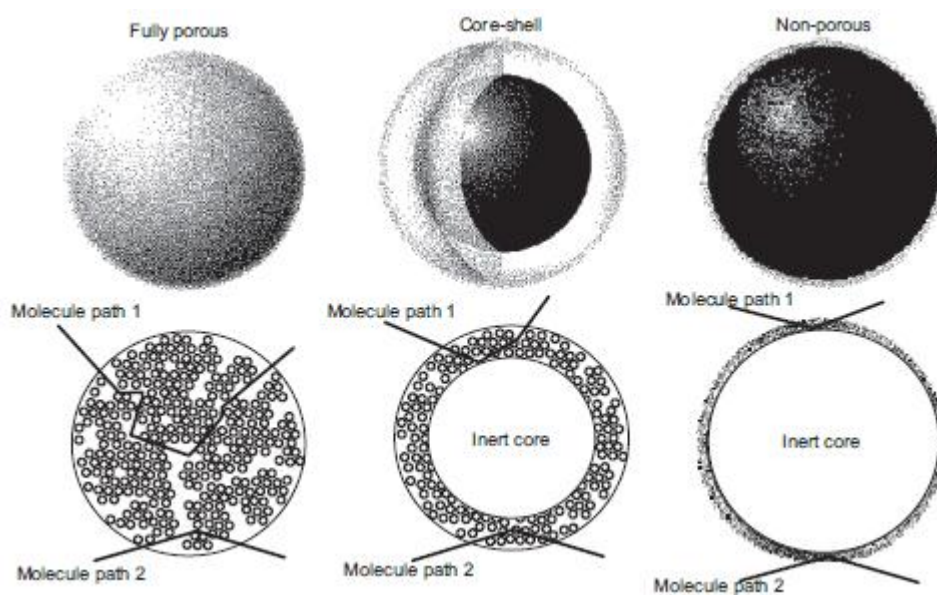 Fully porous
Core-shell
Non-porous
Molecule path 1
Molecule path 1
Molecule path 1
Inert core
Inert core
Molecule path 2
Molecule path 2
Molecule path 2